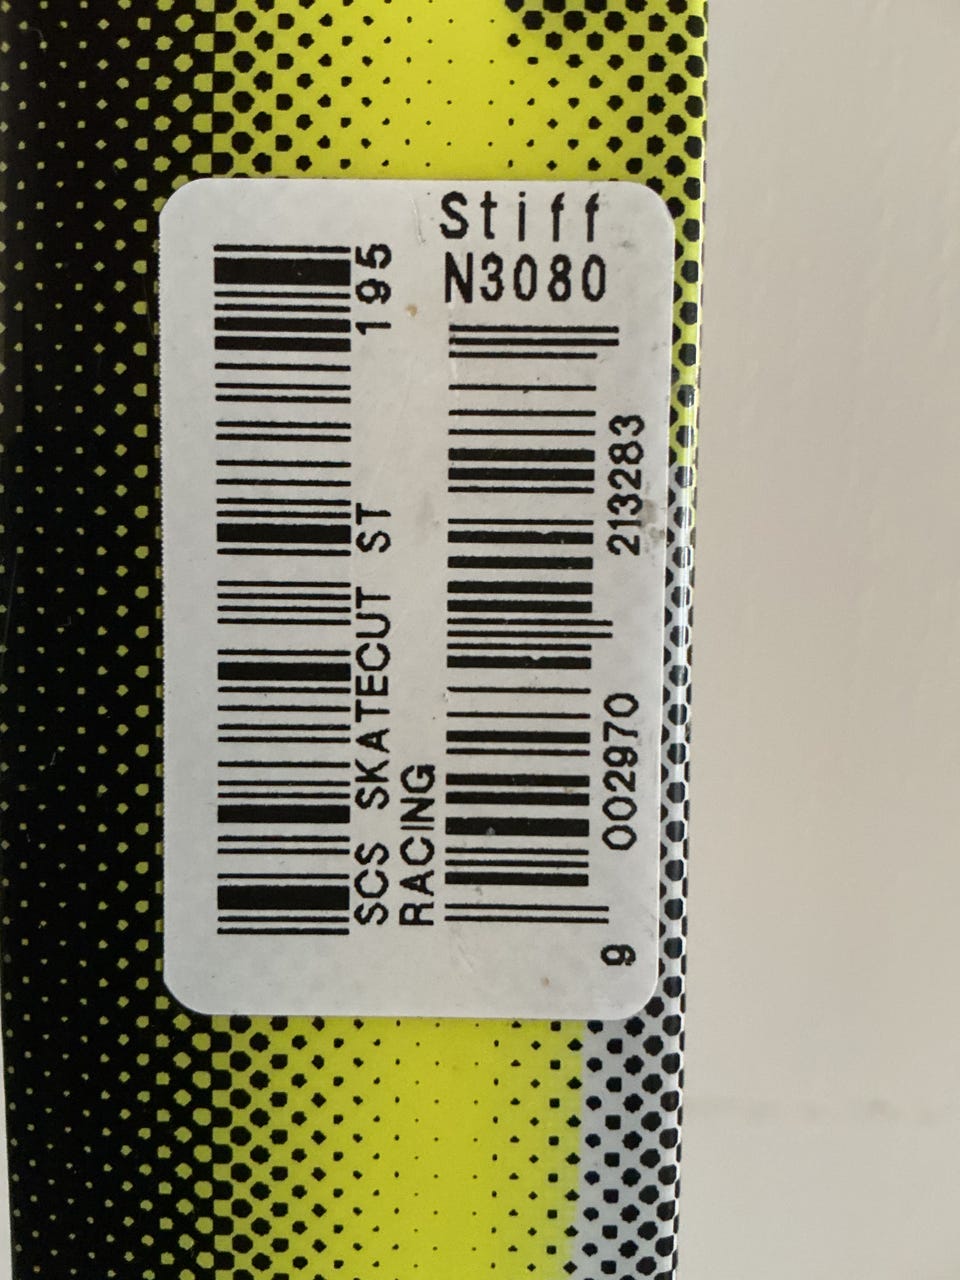 Stiff
N3080
195
SCS SKATECUT ST
RACING
9 002970 213283